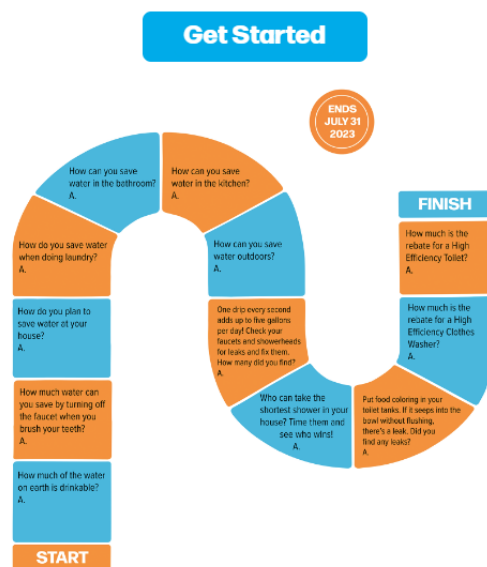 Get Started
ENDS
JULY 31
2023
How can you save
water in the bathroom?
A.
How can you save
water in the kitchen?
A.
How do you save water
when doing laundry?
A.
How can you save
water outdoors?
A.
FINISH
How much is the
rebate for a High
Efficiency Toilet?
A.
How do you plan to
save water at your
house?
A.
One drip every second
adds up to five gallons
per day! Check your
faucets and showerheads
for leaks and fix them.
How many did you find?
A.
How much is the
rebate for a High
Efficiency Clothes
Washer?
A.
How much water can
you save by turning off
the faucet when you
brush your teeth?
A.
Who can take the
shortest shower in your
house? Time them and
see who wins!
A.
Put food coloring in your
toilet tanks. If it seeps into the
bowl without flushing,
there's a leak. Did you
find any leaks?
A.
How much of the water
on earth is drinkable?
A.
START